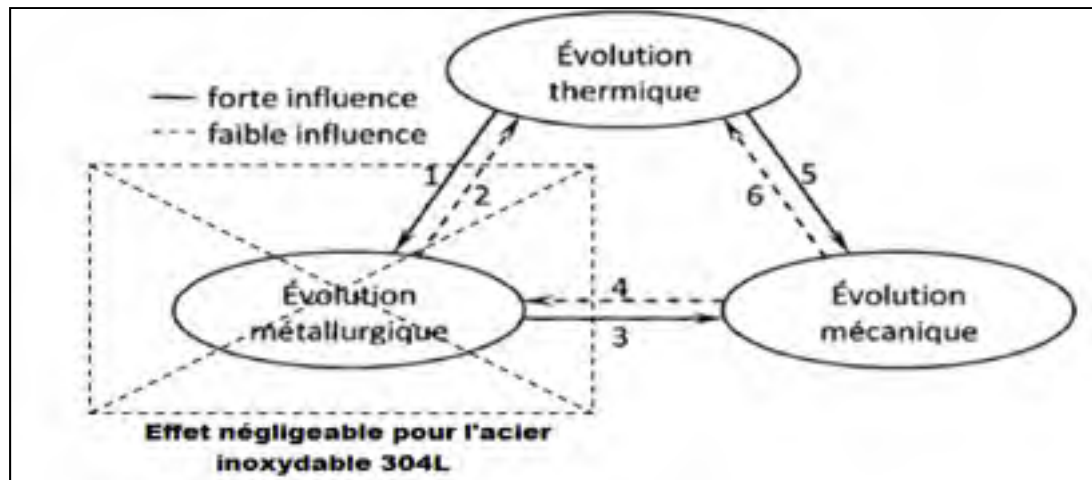 Évolution
thermique
forte influence
faible influence
1
2
5
6
Évolution
métallurgique
4
3
Évolution
mécanique
Effet négligeable pour l'acier
inoxydable 304L